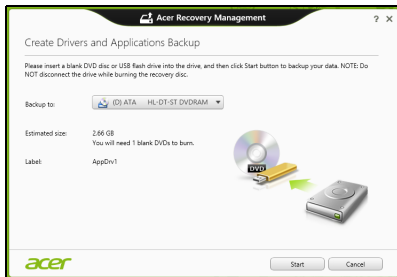 Acer Recovery Management
? ×
Create Drivers and Applications Backup
Please insert a blank DVD disc or USB flash drive into the drive, and then click Start button to backup your data. NOTE: Do
NOT disconnect the drive while burning the recovery disc.
Backup to: (D) ATA HL-DT-ST DVDRAM
Estimated size: 2.66 GB
You will need 1 blank DVDs to burn.
Label: AppDrv1
DVD
acer Start Cancel